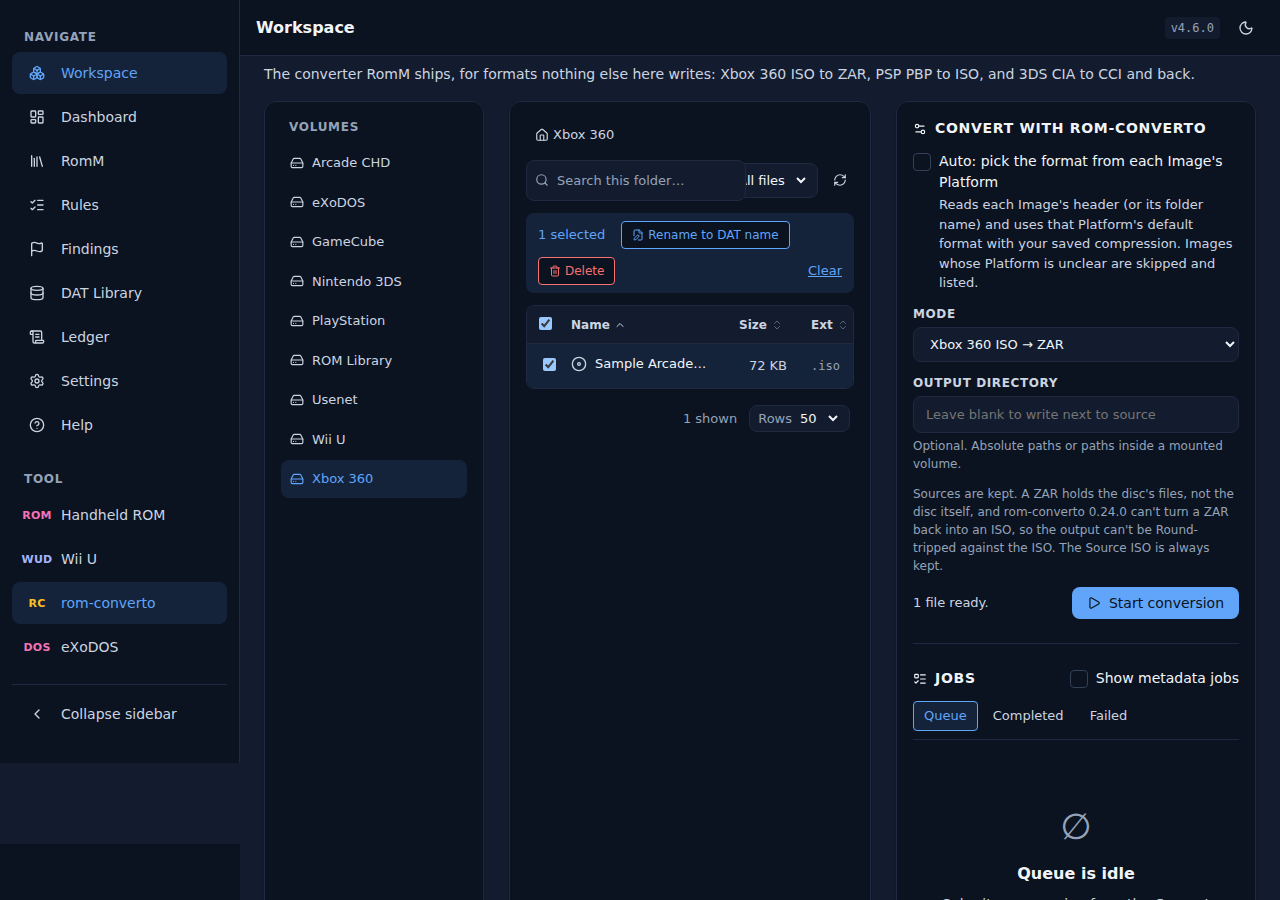 NAVIGATE
Workspace
Dashboard
RomM
Rules
Findings
DAT Library
Ledger
Settings
Help
TOOL
ROM Handheld ROM
WUD Wii U
RC rom-converto
DOS eXoDOS
Collapse sidebar
Workspace
v4.6.0
The converter RomM ships, for formats nothing else here writes: Xbox 360 ISO to ZAR, PSP PBP to ISO, and 3DS CIA to CCI and back.
VOLUMES
Arcade CHD
eXoDOS
GameCube
Nintendo 3DS
PlayStation
ROM Library
Usenet
Wii U
Xbox 360
Xbox 360
Search this folder…
ll files
1 selected
Rename to DAT name
Delete
Clear
Name Size Ext
Sample Arcade… 72 KB .iso
1 shown Rows 50
CONVERT WITH ROM-CONVERTO
Auto: pick the format from each Image's
Platform
Reads each Image's header (or its folder
name) and uses that Platform's default
format with your saved compression. Images
whose Platform is unclear are skipped and
listed.
MODE
Xbox 360 ISO → ZAR
OUTPUT DIRECTORY
Leave blank to write next to source
Optional. Absolute paths or paths inside a mounted
volume.
Sources are kept. A ZAR holds the disc's files, not the
disc itself, and rom-converto 0.24.0 can't turn a ZAR
back into an ISO, so the output can't be Round-
tripped against the ISO. The Source ISO is always
kept.
1 file ready.
Start conversion
JOBS
Show metadata jobs
Queue Completed Failed
Queue is idle